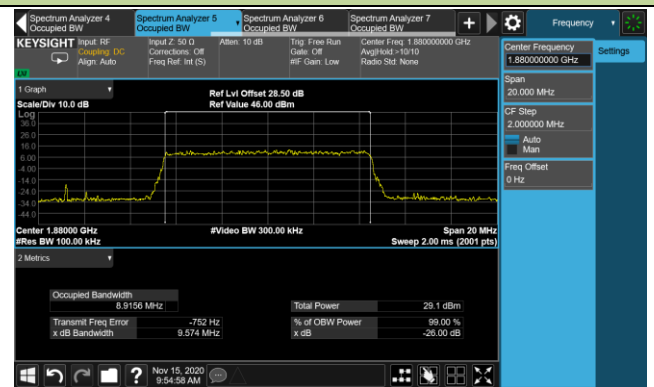 Spectrum Analyzer 4
Occupied BW
Spectrum Analyzer 5
Occupied BW
Spectrum Analyzer 6
Occupied BW
Spectrum Analyzer 7
Occupied BW
+
Frequency
KEYSIGHT
Input: RF
Coupling: DC
Align: Auto
Input Z: 50 Ω
Corrections: Off
Freq Ref: Int (S)
Atten: 10 dB
Trig: Free Run
Gate: Off
#IF Gain: Low
Center Freq: 1.880000000 GHz
Avg|Hold:>10/10
Radio Std: None
LXI
Center Frequency
1.880000000 GHz
Settings
Span
20.000 MHz
CF Step
2.000000 MHz
Auto
Man
Freq Offset
0 Hz
1 Graph
Scale/Div 10.0 dB
Ref Lvl Offset 28.50 dB
Ref Value 46.00 dBm
Log
36.0
26.0
16.0
6.00
-4.00
-14.0
-24.0
-34.0
-44.0
Center 1.88000 GHz
#Res BW 100.00 kHz
#Video BW 300.00 kHz
Span 20 MHz
Sweep 2.00 ms (2001 pts)
2 Metrics
Occupied Bandwidth
8.9156 MHz
Total Power 29.1 dBm
Transmit Freq Error -752 Hz
% of OBW Power 99.00 %
x dB Bandwidth 9.574 MHz
x dB -26.00 dB
?
Nov 15, 2020
9:54:58 AM